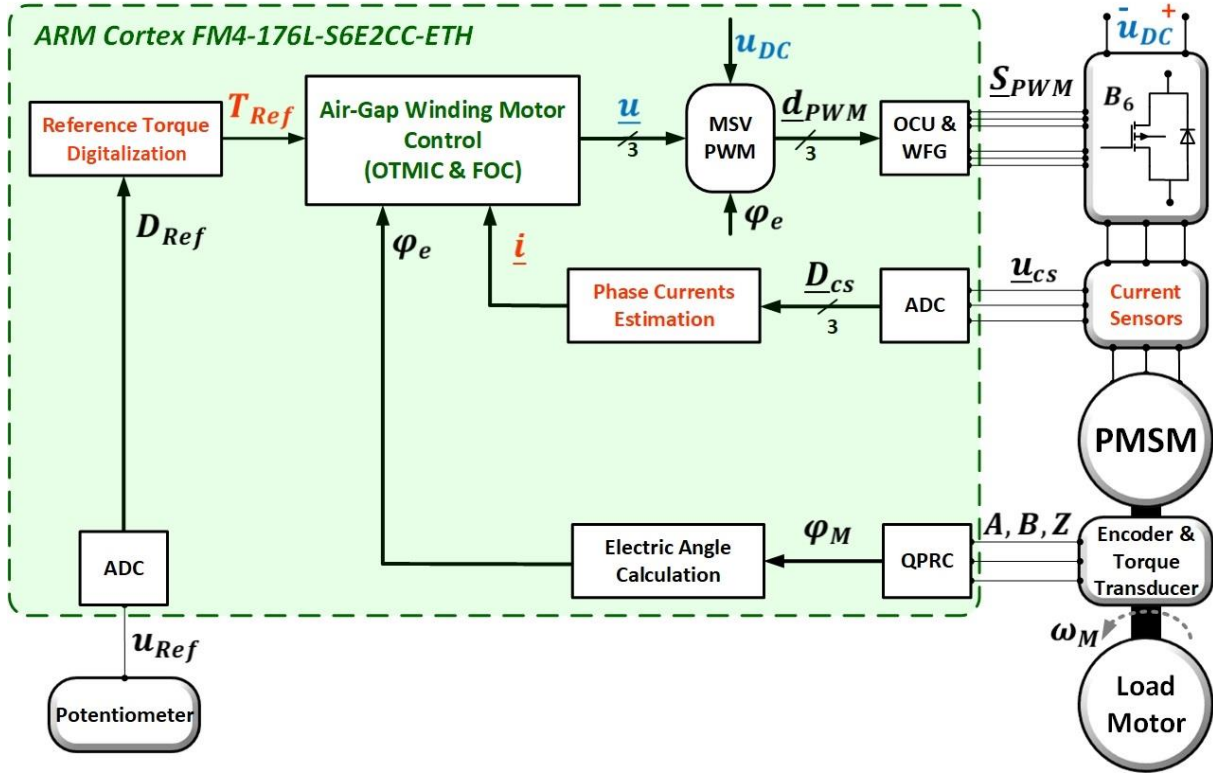 ARM Cortex FM4-176L-S6E2CC-ETH
u_DC
- u_DC +
Reference Torque
Digitalization
T_Ref
Air-Gap Winding Motor
Control
(OTMIC & FOC)
u
3
MSV
PWM
d_PWM
3
OCU &
WFG
S_PWM
B_6
D_Ref
φ_e
i
φ_e
Phase Currents
Estimation
D_cs
3
ADC
u_cs
Current
Sensors
PMSM
ADC
Electric Angle
Calculation
φ_M
QPRC
A, B, Z
Encoder &
Torque
Transducer
u_Ref
ω_M
Potentiometer
Load
Motor